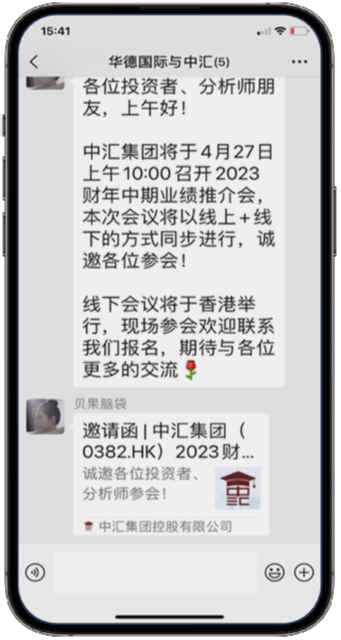 15:41
华德国际与中汇(5)
各位投资者、分析师朋
友，上午好！
中汇集团将于4月27日
上午10:00召开2023
财年中期业绩推介会，
本次会议将以线上+线
下的方式同步进行，诚
邀各位参会！
线下会议将于香港举
行，现场参会欢迎联系
我们报名，期待与各位
更多的交流🌹
贝果脑袋
邀请函 | 中汇集团（
0382.HK）2023财...
诚邀各位投资者、
分析师参会！
中汇集团控股有限公司